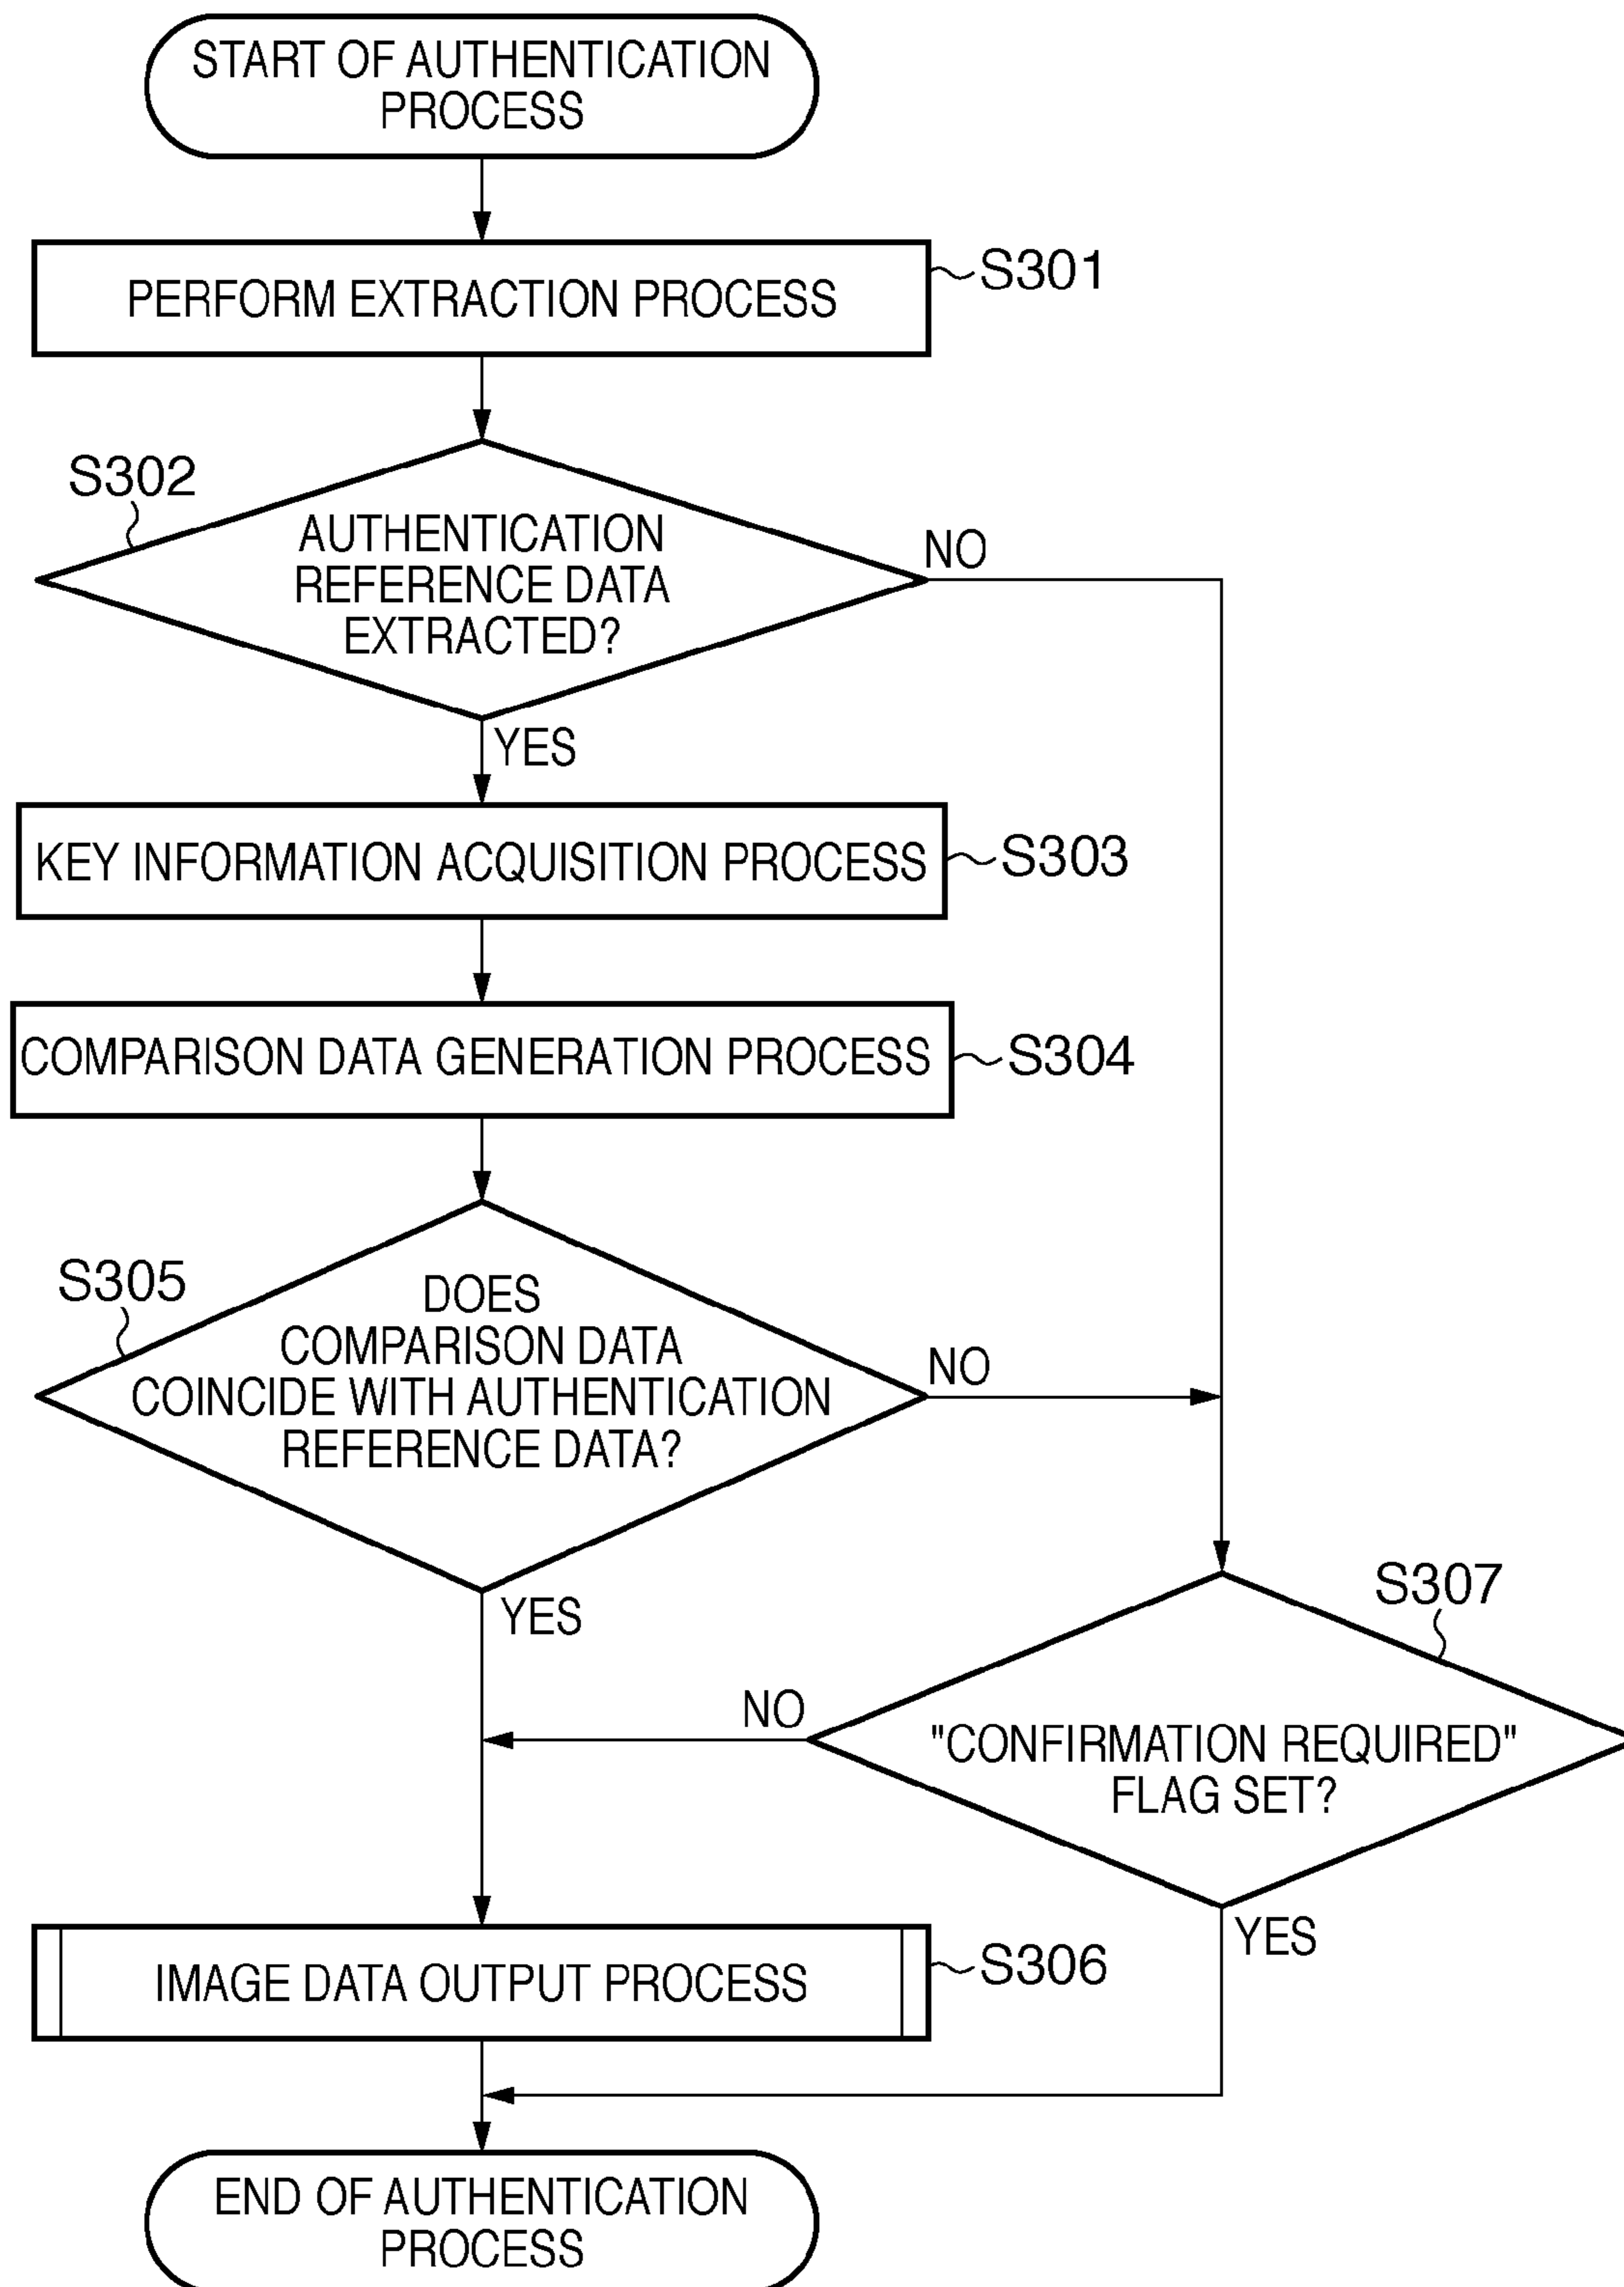 START OF AUTHENTICATION
PROCESS
PERFORM EXTRACTION PROCESS
S301
S302
AUTHENTICATION
REFERENCE DATA
EXTRACTED?
NO
YES
KEY INFORMATION ACQUISITION PROCESS
S303
COMPARISON DATA GENERATION PROCESS
S304
S305
DOES
COMPARISON DATA
COINCIDE WITH AUTHENTICATION
REFERENCE DATA?
NO
YES
S307
NO
"CONFIRMATION REQUIRED"
FLAG SET?
YES
IMAGE DATA OUTPUT PROCESS
S306
END OF AUTHENTICATION
PROCESS